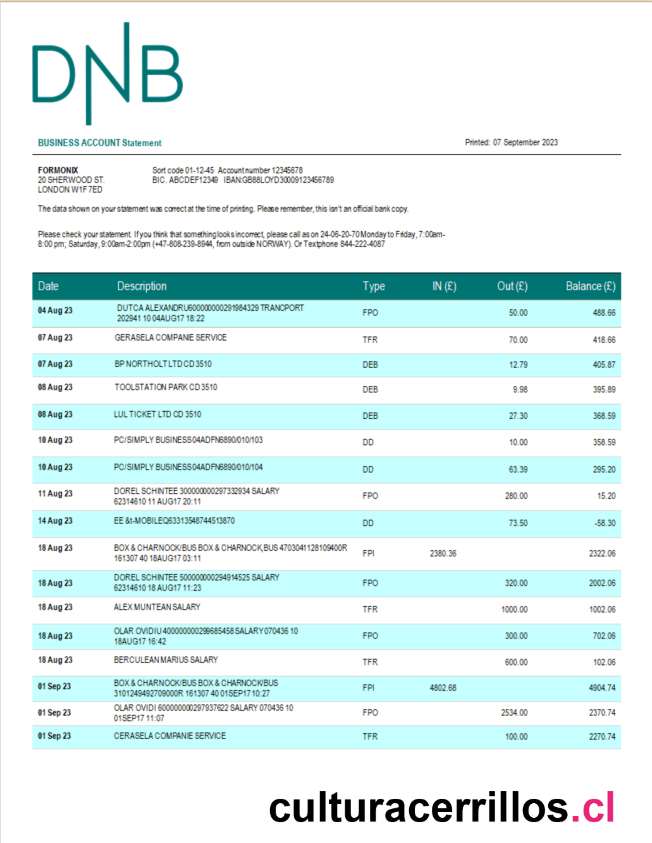 DNB
BUSINESS ACCOUNT Statement Printed: 07 September 2023
FORMONIX Sort code 01-12-45 Account number 12345678
20 SHERWOOD ST. BIC. ABCDEF12349 IBAN:GB88LOYD30009123456789
LONDON W1F 7ED
The data shown on your statement was correct at the time of printing. Please remember, this isn't an official bank copy.
Please check your statement. If you think that something looks incorrect, please call as on 24-06-20-70 Monday to Friday, 7:00am-
8:00 pm; Saturday, 9:00am-2:00pm (+47-808-239-8944, from outside NORWAY). Or Textphone 844-222-4087
Date Description Type IN (£) Out (£) Balance (£)
04 Aug 23 DUTCA ALEXANDRU600000000291984329 TRANCPORT FPO 50.00 488.66
202941 10 04AUG17 18:22
07 Aug 23 GERASELA COMPANIE SERVICE TFR 70.00 418.66
07 Aug 23 BP NORTHOLT LTD CD 3510 DEB 12.79 405.87
08 Aug 23 TOOLSTATION PARK CD 3510 DEB 9.98 395.89
08 Aug 23 LUL TICKET LTD CD 3510 DEB 27.30 368.59
10 Aug 23 PC/SIMPLY BUSINESS04ADFN6890/010/103 DD 10.00 358.59
10 Aug 23 PC/SIMPLY BUSINESS04ADFN6890/010/104 DD 63.39 295.20
11 Aug 23 DOREL SCHINTEE 300000000297332934 SALARY FPO 280.00 15.20
62314610 11 AUG17 20:11
14 Aug 23 EE &t-MOBILEQ63313548744513870 DD 73.50 -58.30
18 Aug 23 BOX & CHARNOCK/BUS BOX & CHARNOCK,BUS 4703041128109400R FPI 2380.36 2322.06
161307 40 18AUG17 03:11
18 Aug 23 DOREL SCHINTEE 500000000294914525 SALARY FPO 320.00 2002.06
62314610 18 AUG17 11:23
18 Aug 23 ALEX MUNTEAN SALARY TFR 1000.00 1002.06
18 Aug 23 OLAR OVIDIU 400000000299685458 SALARY 070436 10 FPO 300.00 702.06
18AUG17 16:42
18 Aug 23 BERCULEAN MARIUS SALARY TFR 600.00 102.06
01 Sep 23 BOX & CHARNOCK/BUS BOX & CHARNOCK/BUS FPI 4802.68 4904.74
3101249492709000R 161307 40 01SEP17 10:27
01 Sep 23 OLAR OVIDI 600000000297937622 SALARY 070436 10 FPO 2534.00 2370.74
01SEP17 11:07
01 Sep 23 CERASELA COMPANIE SERVICE TFR 100.00 2270.74
culturacerrillos.cl